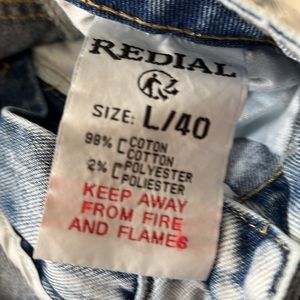 REDIAL
SIZE: L/40
98% COTON
COTTON
2% POLYESTER
POLIESTER
KEEP AWAY
FROM FIRE
AND FLAMES